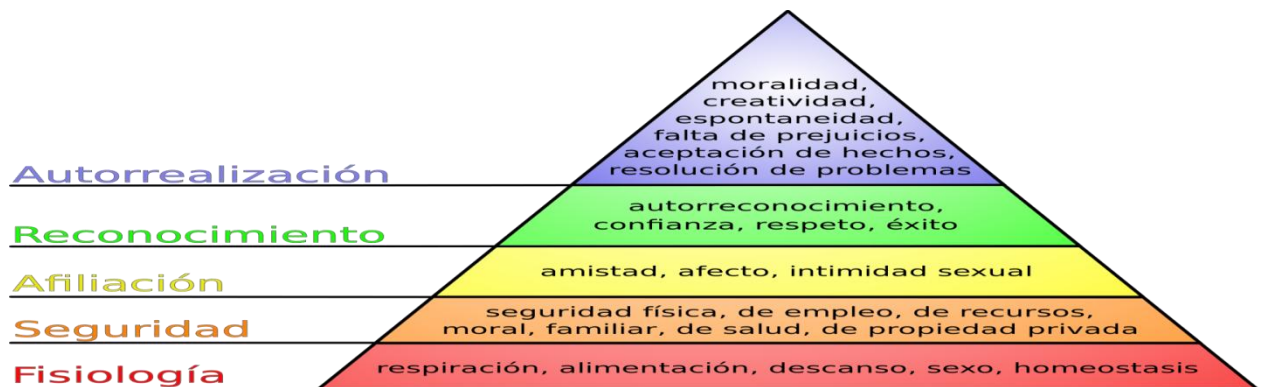 moralidad,
creatividad,
espontaneidad,
falta de prejuicios,
aceptación de hechos,
resolución de problemas
Autorrealización
autorreconocimiento,
confianza, respeto, éxito
Reconocimiento
amistad, afecto, intimidad sexual
Afiliación
seguridad física, de empleo, de recursos,
moral, familiar, de salud, de propiedad privada
Seguridad
respiración, alimentación, descanso, sexo, homeostasis
Fisiología